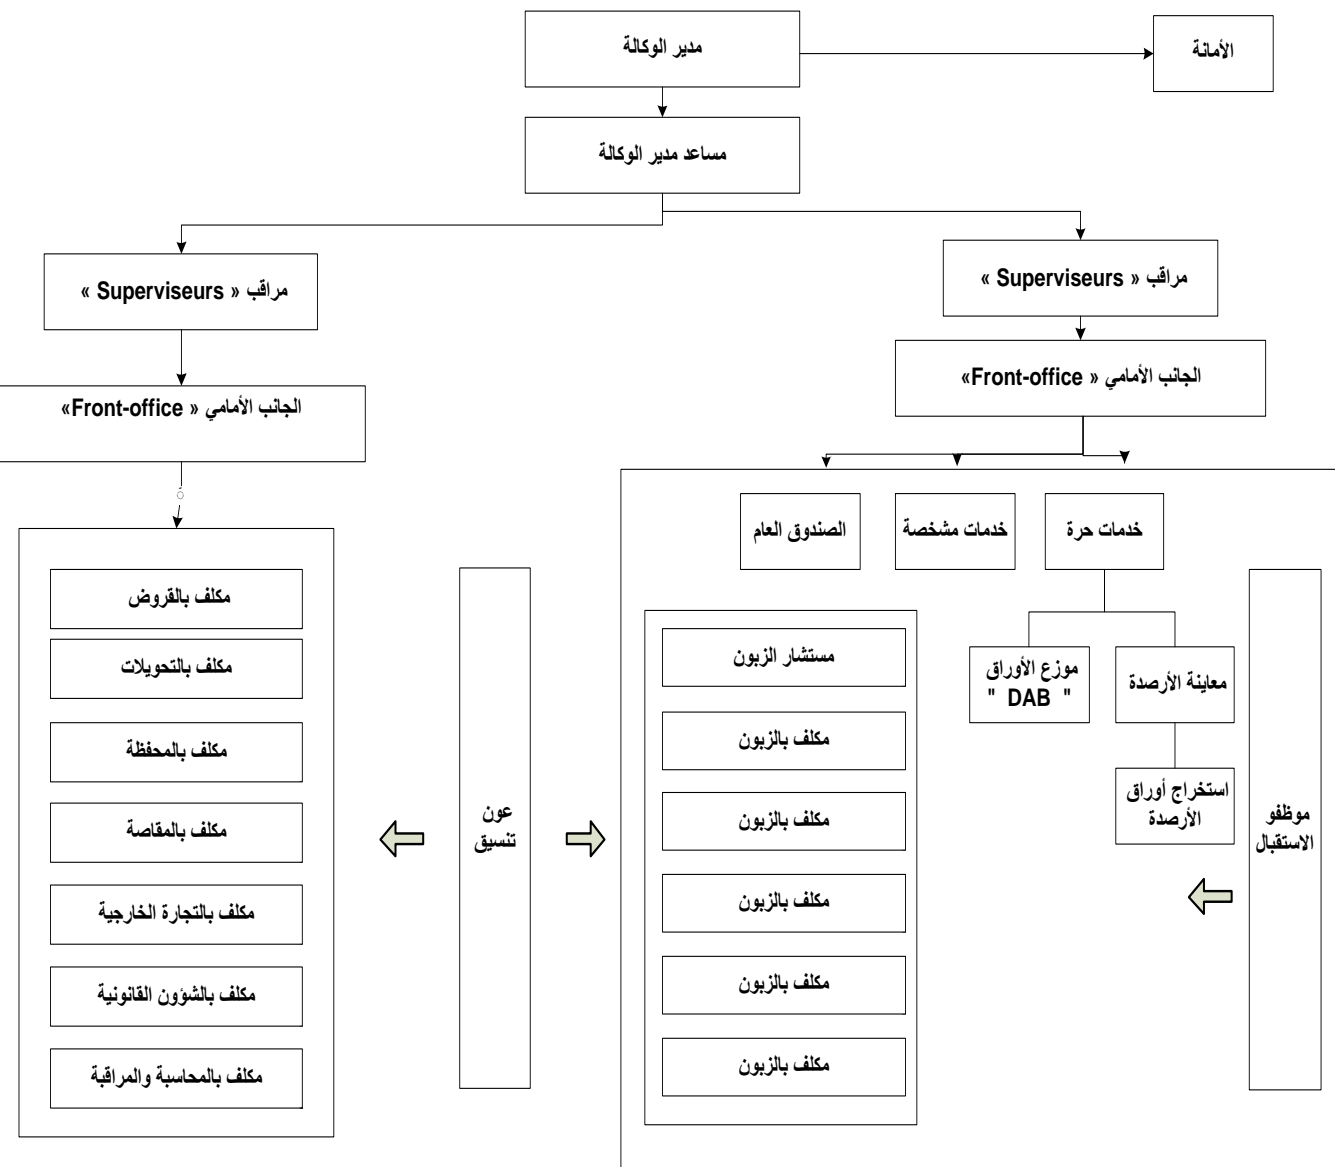 مدير الوكالة
الأمانة
مساعد مدير الوكالة
مراقب « Superviseurs »
مراقب « Superviseurs »
الجانب الأمامي « Front-office»
الجانب الأمامي « Front-office»
خدمات حرة
خدمات مشخصة
الصندوق العام
موظفو
الاستقبال
معاينة الأرصدة
موزع الأوراق
" DAB "
استخراج أوراق
الأرصدة
مستشار الزبون
مكلف بالزبون
مكلف بالزبون
مكلف بالزبون
مكلف بالزبون
مكلف بالزبون
عون
تنسيق
مكلف بالقروض
مكلف بالتحويلات
مكلف بالمحفظة
مكلف بالمقاصة
مكلف بالتجارة الخارجية
مكلف بالشؤون القانونية
مكلف بالمحاسبة والمراقبة